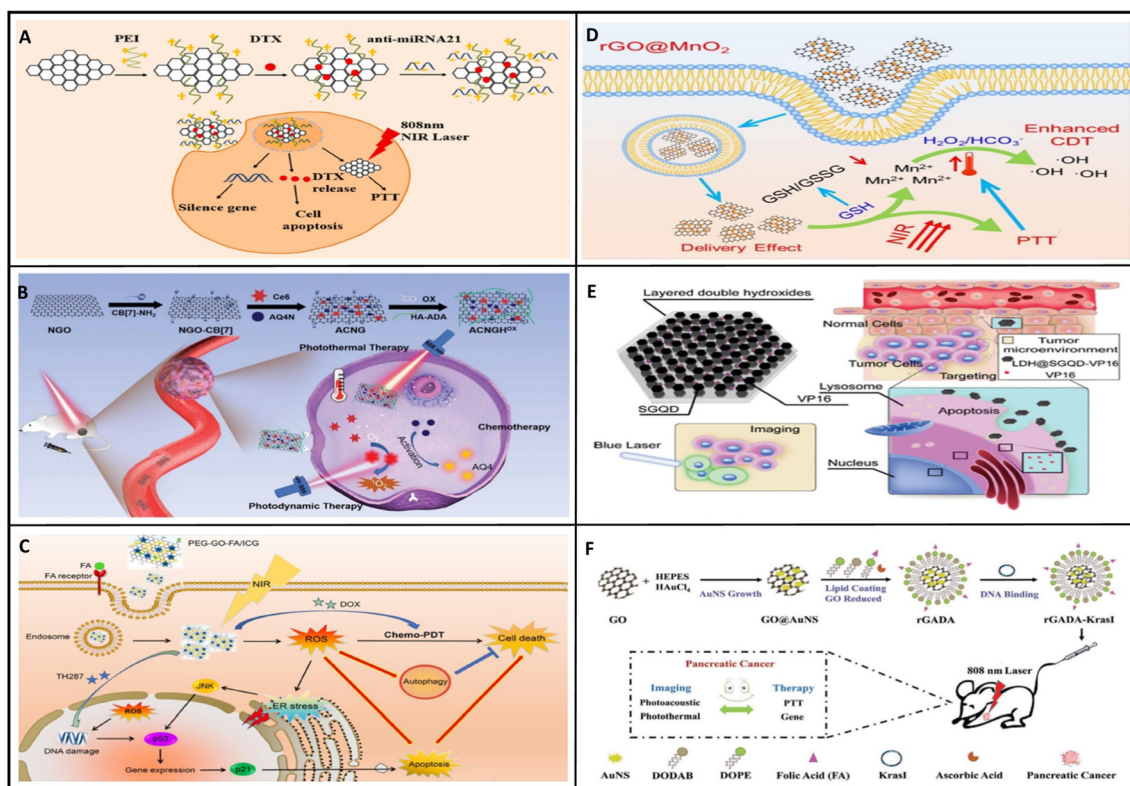 A
PEI
DTX
anti-miRNA21
808nm
NIR Laser
DTX
release
Silence gene
Cell
apoptosis
PTT
D
rGO@MnO₂
H₂O₂/HCO₃⁻
Enhanced
CDT
GSH/GSSG
Mn²⁺
Mn²⁺ Mn²⁺
·OH
·OH ·OH
GSH
Delivery Effect
NIR
PTT
B
NGO
CB[7]-NH₂
NGO-CB[7]
Ce6
AQ4N
ACNG
OX
HA-ADA
ACNGHᴼˣ
Photothermal Therapy
Chemotherapy
Activation
AQ4
Photodynamic Therapy
E
Layered double hydroxides
SGQD
VP16
Imaging
Blue Laser
Normal Cells
Tumor Cells
Tumor
microenvironment
LDH@SGQD-VP16
VP16
Targeting
Lysosome
Apoptosis
Nucleus
C
PEG-GO-FA/ICG
FA
FA receptor
NIR
DOX
Endosome
ROS
Chemo-PDT
Cell death
TH287
Autophagy
JNK
ER stress
ROS
DNA damage
p53
Gene expression
p21
Apoptosis
F
GO
+
HEPES
HAuCl₄
AuNS Growth
GO@AuNS
Lipid Coating
GO Reduced
rGADA
DNA Binding
rGADA-KrasI
808 nm Laser
Pancreatic Cancer
Imaging
Therapy
Photoacoustic
PTT
Photothermal
Gene
AuNS
DODAB
DOPE
Folic Acid (FA)
KrasI
Ascorbic Acid
Pancreatic Cancer